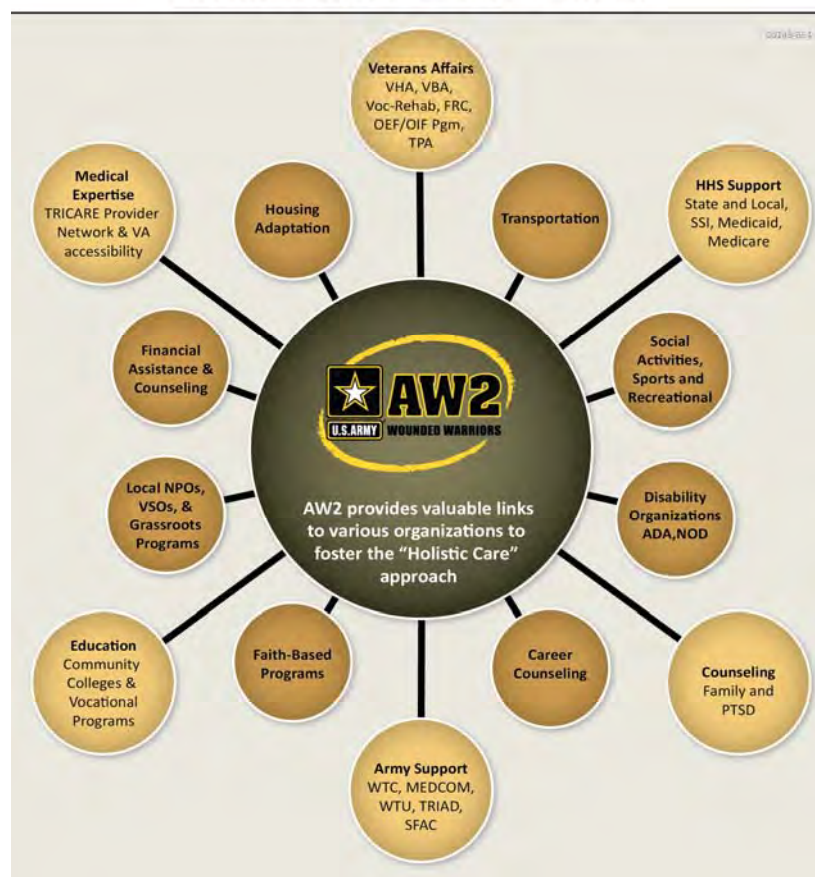 Veterans Affairs
VHA, VBA,
Voc-Rehab, FRC,
OEF/OIF Pgm,
TPA
Medical
Expertise
TRICARE Provider
Network & VA
accessibility
Housing
Adaptation
Transportation
HHS Support
State and Local,
SSI, Medicaid,
Medicare
Financial
Assistance &
Counseling
Social
Activities,
Sports and
Recreational
AW2
U.S.ARMY WOUNDED WARRIORS
AW2 provides valuable links
to various organizations to
foster the “Holistic Care”
approach
Local NPOs,
VSOs, &
Grassroots
Programs
Disability
Organizations
ADA,NOD
Education
Community
Colleges &
Vocational
Programs
Faith-Based
Programs
Career
Counseling
Counseling
Family and
PTSD
Army Support
WTC, MEDCOM,
WTU, TRIAD,
SFAC